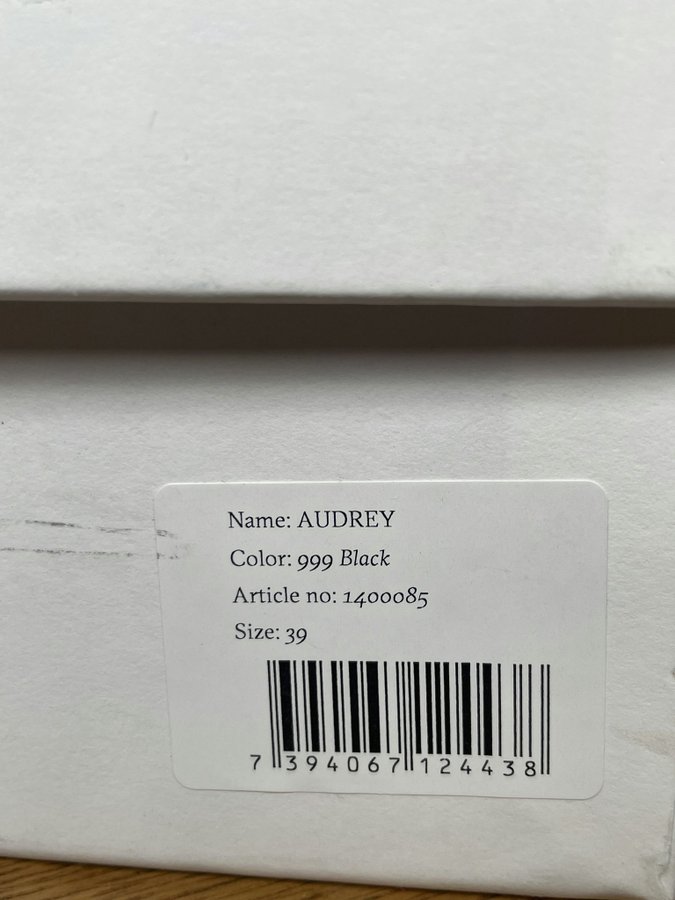 Name: AUDREY
Color: 999 Black
Article no: 1400085
Size: 39
7 394067 124438